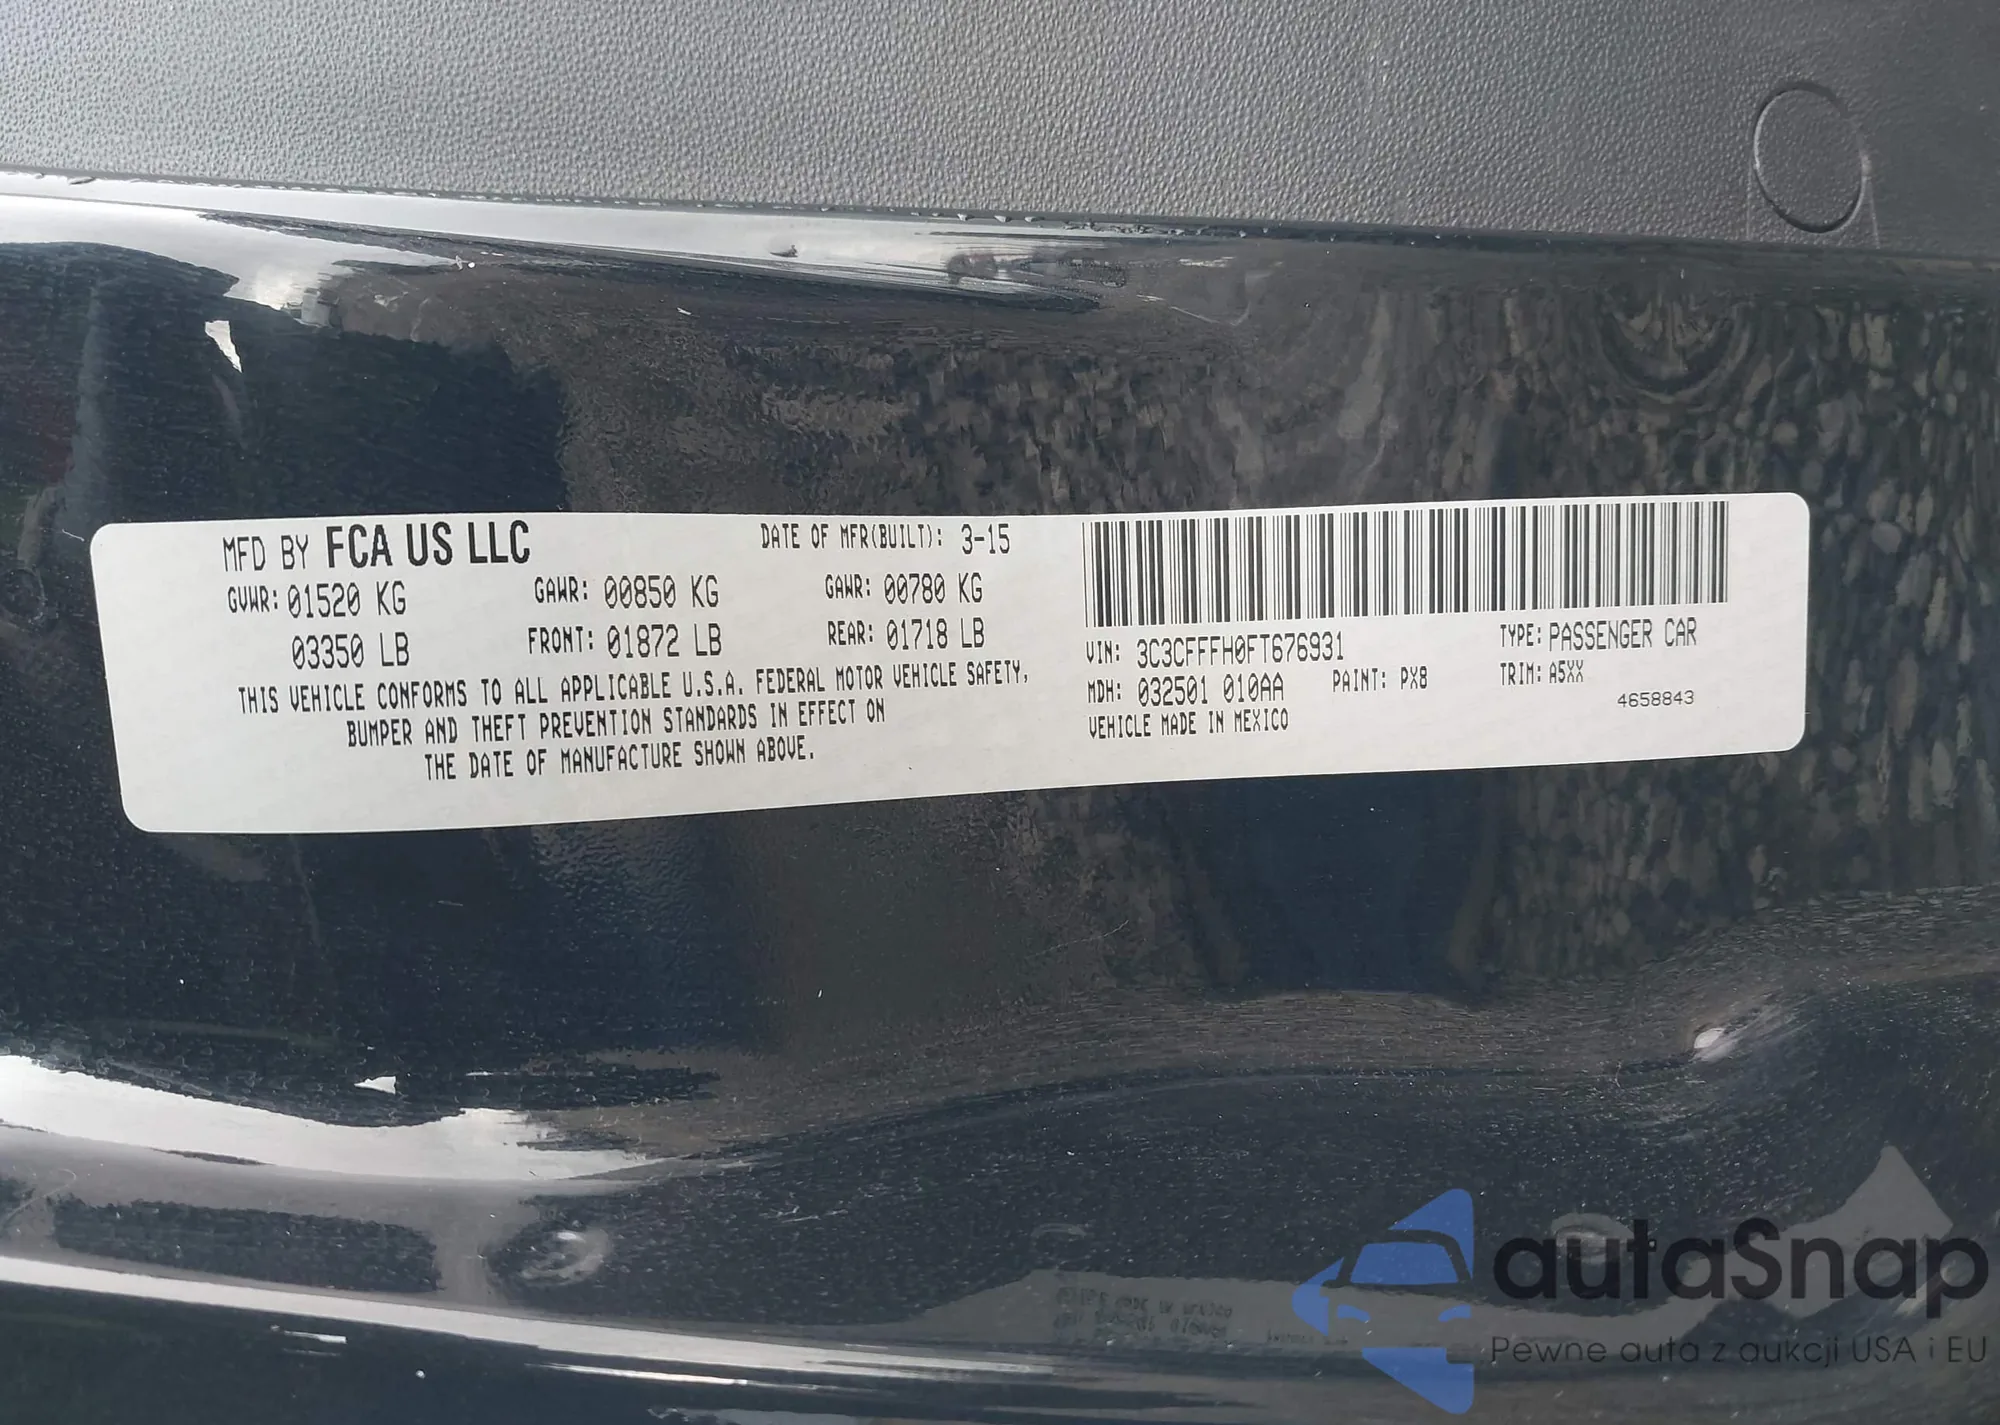 MFD BY FCA US LLC
DATE OF MFR(BUILT): 3-15
GVWR: 01520 KG
GAWR: 00850 KG
GAWR: 00780 KG
03350 LB
FRONT: 01872 LB
REAR: 01718 LB
THIS VEHICLE CONFORMS TO ALL APPLICABLE U.S.A. FEDERAL MOTOR VEHICLE SAFETY,
BUMPER AND THEFT PREVENTION STANDARDS IN EFFECT ON
THE DATE OF MANUFACTURE SHOWN ABOVE.
VIN: 3C3CFFFH0FT676931
TYPE: PASSENGER CAR
MDH: 032501 010AA
PAINT: PX8
TRIM: A5XX
VEHICLE MADE IN MEXICO
4658843
autaSnap
Pewne auta z aukcji USA i EU